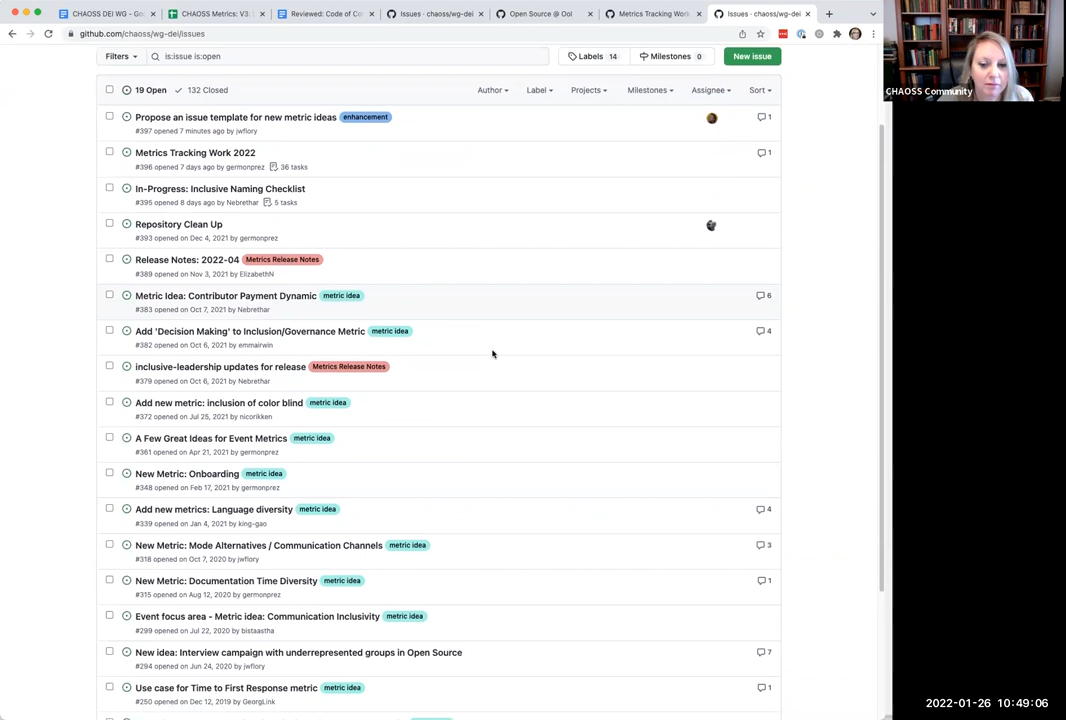 CHAOSS DEI WG - Go
CHAOSS Metrics: V3:
Reviewed: Code of Co
Issues · chaoss/wg-dei
Open Source @ Ool
Metrics Tracking Work
Issues · chaoss/wg-dei
github.com/chaoss/wg-dei/issues
Filters
is:issue is:open
Labels 14
Milestones 0
New issue
19 Open 132 Closed
Author Label Projects Milestones Assignee Sort
Propose an issue template for new metric ideas enhancement 1
#397 opened 7 minutes ago by jwflory
Metrics Tracking Work 2022 1
#396 opened 7 days ago by germonprez 36 tasks
In-Progress: Inclusive Naming Checklist
#395 opened 8 days ago by Nebrethar 5 tasks
Repository Clean Up
#393 opened on Dec 4, 2021 by germonprez
Release Notes: 2022-04 Metrics Release Notes
#389 opened on Nov 3, 2021 by ElizabethN
Metric Idea: Contributor Payment Dynamic metric idea 6
#383 opened on Oct 7, 2021 by Nebrethar
Add 'Decision Making' to Inclusion/Governance Metric metric idea 4
#382 opened on Oct 6, 2021 by emmairwin
inclusive-leadership updates for release Metrics Release Notes
#379 opened on Oct 6, 2021 by Nebrethar
Add new metric: inclusion of color blind metric idea
#372 opened on Jul 25, 2021 by nicorikken
A Few Great Ideas for Event Metrics metric idea
#361 opened on Apr 21, 2021 by germonprez
New Metric: Onboarding metric idea
#348 opened on Feb 17, 2021 by germonprez
Add new metrics: Language diversity metric idea 4
#339 opened on Jan 4, 2021 by king-gao
New Metric: Mode Alternatives / Communication Channels metric idea 3
#318 opened on Oct 7, 2020 by jwflory
New Metric: Documentation Time Diversity metric idea 1
#315 opened on Aug 12, 2020 by germonprez
Event focus area - Metric idea: Communication Inclusivity metric idea
#299 opened on Jul 22, 2020 by bistaastha
New idea: Interview campaign with underrepresented groups in Open Source 7
#294 opened on Jun 24, 2020 by jwflory
Use case for Time to First Response metric metric idea 1
#250 opened on Dec 12, 2019 by GeorgLink
CHAOSS Community
2022-01-26 10:49:06